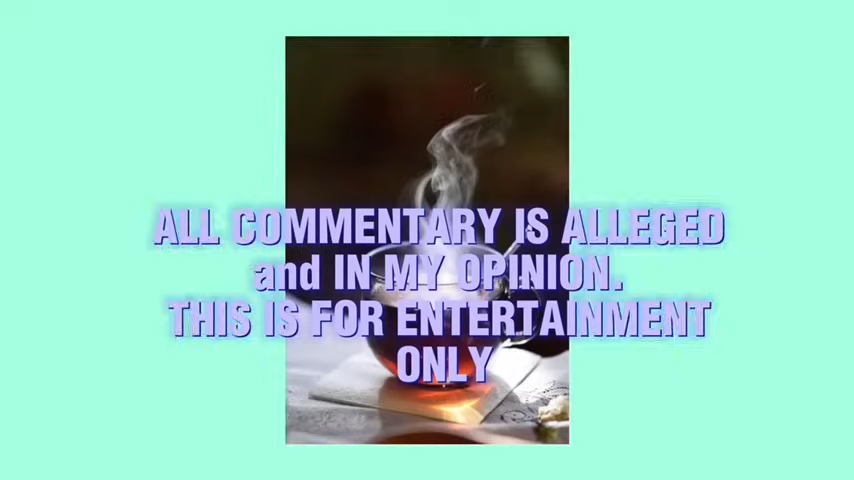 ALL COMMENTARY IS ALLEGED
and IN MY OPINION.
THIS IS FOR ENTERTAINMENT
ONLY